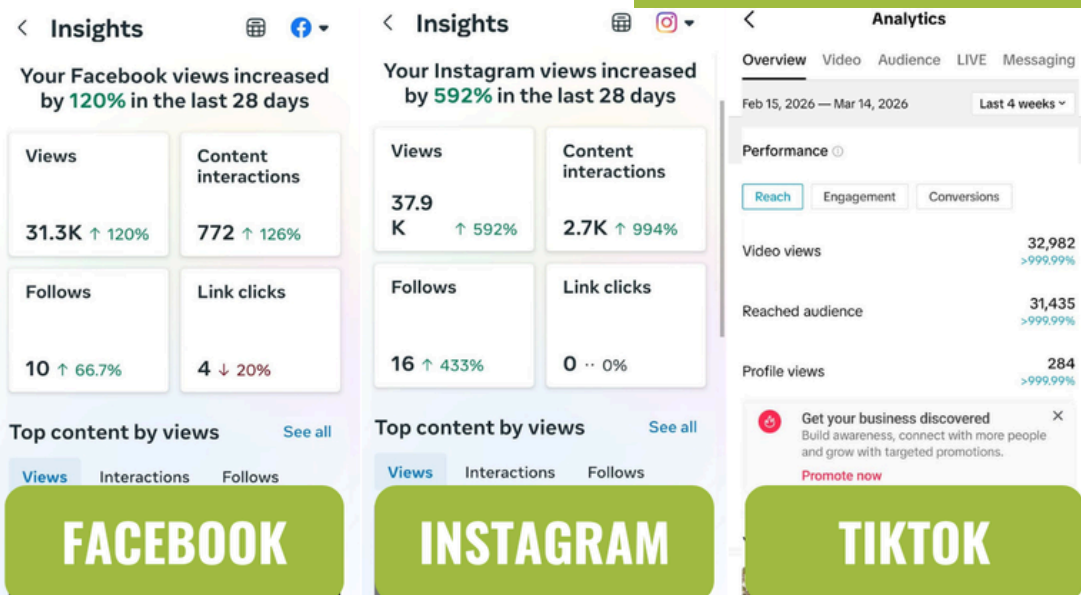 Insights
Your Facebook views increased
by 120% in the last 28 days
Views
31.3K ↑ 120%
Content
interactions
772 ↑ 126%
Follows
10 ↑ 66.7%
Link clicks
4 ↓ 20%
Top content by views
See all
Views Interactions Follows
FACEBOOK
Insights
Your Instagram views increased
by 592% in the last 28 days
Views
37.9
K ↑ 592%
Content
interactions
2.7K ↑ 994%
Follows
16 ↑ 433%
Link clicks
0 ·· 0%
Top content by views
See all
Views Interactions Follows
INSTAGRAM
Analytics
Overview Video Audience LIVE Messaging
Feb 15, 2026 — Mar 14, 2026
Last 4 weeks
Performance
Reach Engagement Conversions
Video views
32,982
>999.99%
Reached audience
31,435
>999.99%
Profile views
284
>999.99%
Get your business discovered
Build awareness, connect with more people
and grow with targeted promotions.
Promote now
TIKTOK